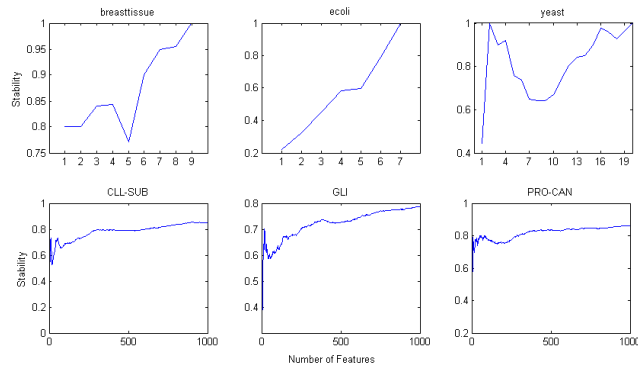 breasttissue ecoli yeast
1 1 1
0.95 0.8 0.8
0.9
0.85 0.6 0.6
0.8 0.4
0.75 0.2 0.4
Stability
1 2 3 4 5 6 7 8 9 1 2 3 4 5 6 7 1 4 7 10 13 16 19
CLL-SUB GLI PRO-CAN
1 0.8 1
0.8 0.7 0.8
0.6 0.6 0.6
0.4 0.5
0.2 0.4 0.4
0 0.3 0.2
Stability
0 500 1000 0 500 1000 0 500 1000
Number of Features